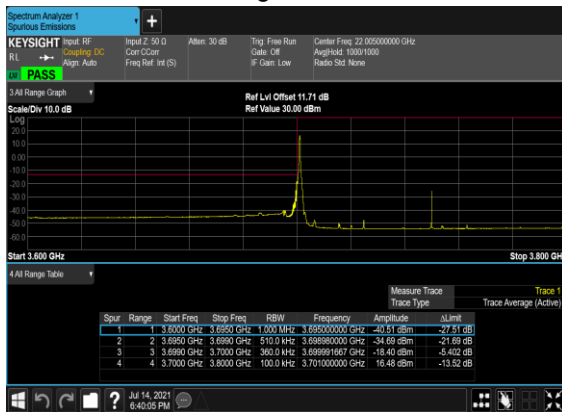 Spectrum Analyzer 1
Spurious Emissions
KEYSIGHT Input: RF Input Z: 50 Ω Atten: 30 dB Trig: Free Run Center Freq: 22.005000000 GHz
RL Coupling: DC Corr CCorr Gate: Off Avg|Hold: 1000/1000
Align: Auto Freq Ref: Int (S) IF Gain: Low Radio Std: None
PASS
3 All Range Graph
Ref Lvl Offset 11.71 dB
Scale/Div 10.0 dB Ref Value 30.00 dBm
Log
20.0
10.0
0.00
-10.0
-20.0
-30.0
-40.0
-50.0
-60.0
Start 3.600 GHz Stop 3.800 GH
4 All Range Table
Measure Trace Trace 1
Trace Type Trace Average (Active)
Spur Range Start Freq Stop Freq RBW Frequency Amplitude ΔLimit
1 1 3.6000 GHz 3.6950 GHz 1.000 MHz 3.695000000 GHz -40.51 dBm -27.51 dB
2 2 3.6950 GHz 3.6990 GHz 510.0 kHz 3.698980000 GHz -34.69 dBm -21.69 dB
3 3 3.6990 GHz 3.7000 GHz 360.0 kHz 3.699991667 GHz -18.40 dBm -5.402 dB
4 4 3.7000 GHz 3.8000 GHz 100.0 kHz 3.701000000 GHz 16.48 dBm -13.52 dB
? Jul 14, 2021
6:40:05 PM